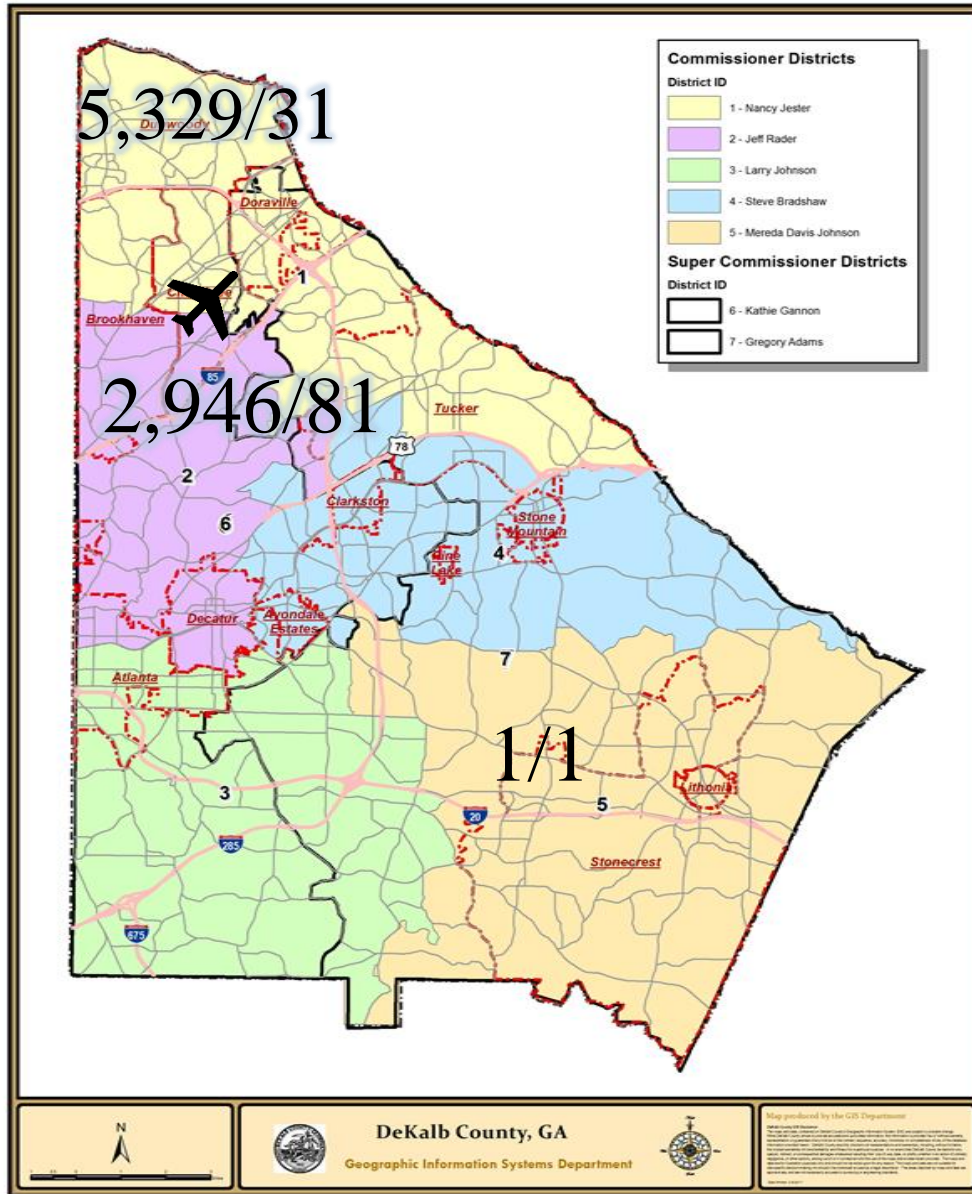 Commissioner Districts
District ID
1 - Nancy Jester
2 - Jeff Rader
3 - Larry Johnson
4 - Steve Bradshaw
5 - Mereda Davis Johnson
Super Commissioner Districts
District ID
6 - Kathie Gannon
7 - Gregory Adams
5,329/31
Doraville
1
Brookhaven
85
2,946/81
Tucker
78
2
Clarkston
6
Stone
Mountain
4
Pine
Lake
Decatur
Avondale
Estates
7
Atlanta
1/1
3
5
20
285
Stonecrest
675
N
DeKalb County, GA
Geographic Information Systems Department
Map produced by the GIS Department